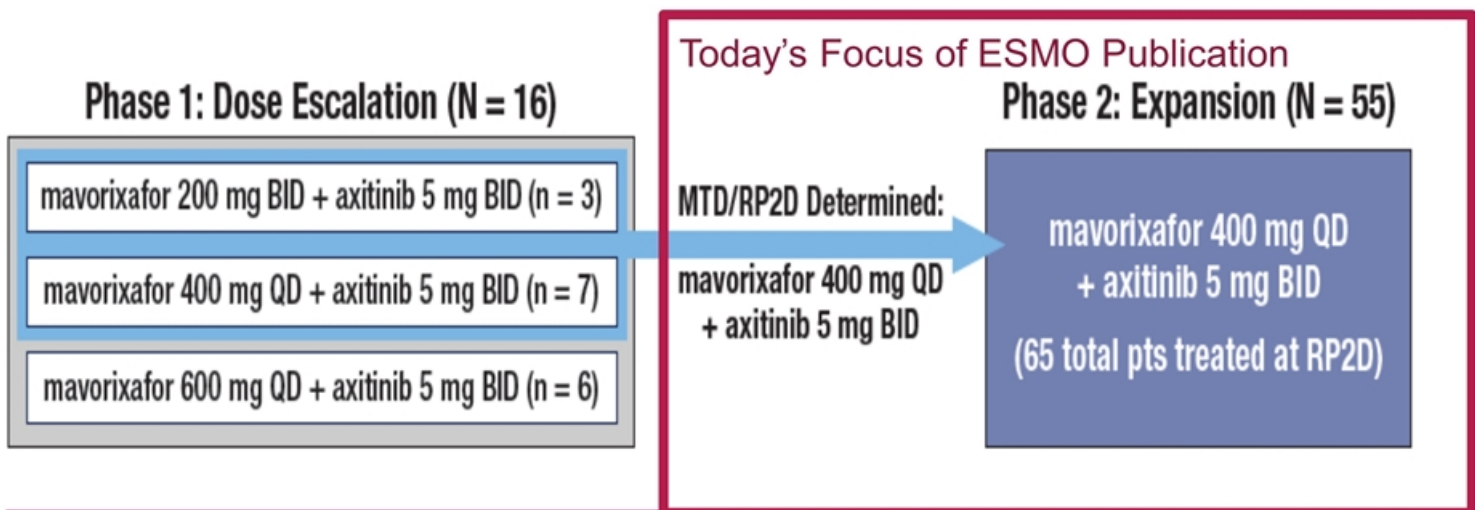 Today's Focus of ESMO Publication
Phase 1: Dose Escalation (N = 16)
mavorixafor 200 mg BID + axitinib 5 mg BID (n = 3)
mavorixafor 400 mg QD + axitinib 5 mg BID (n = 7)
mavorixafor 600 mg QD + axitinib 5 mg BID (n = 6)
MTD/RP2D Determined:
mavorixafor 400 mg QD
+ axitinib 5 mg BID
Phase 2: Expansion (N = 55)
mavorixafor 400 mg QD
+ axitinib 5 mg BID
(65 total pts treated at RP2D)